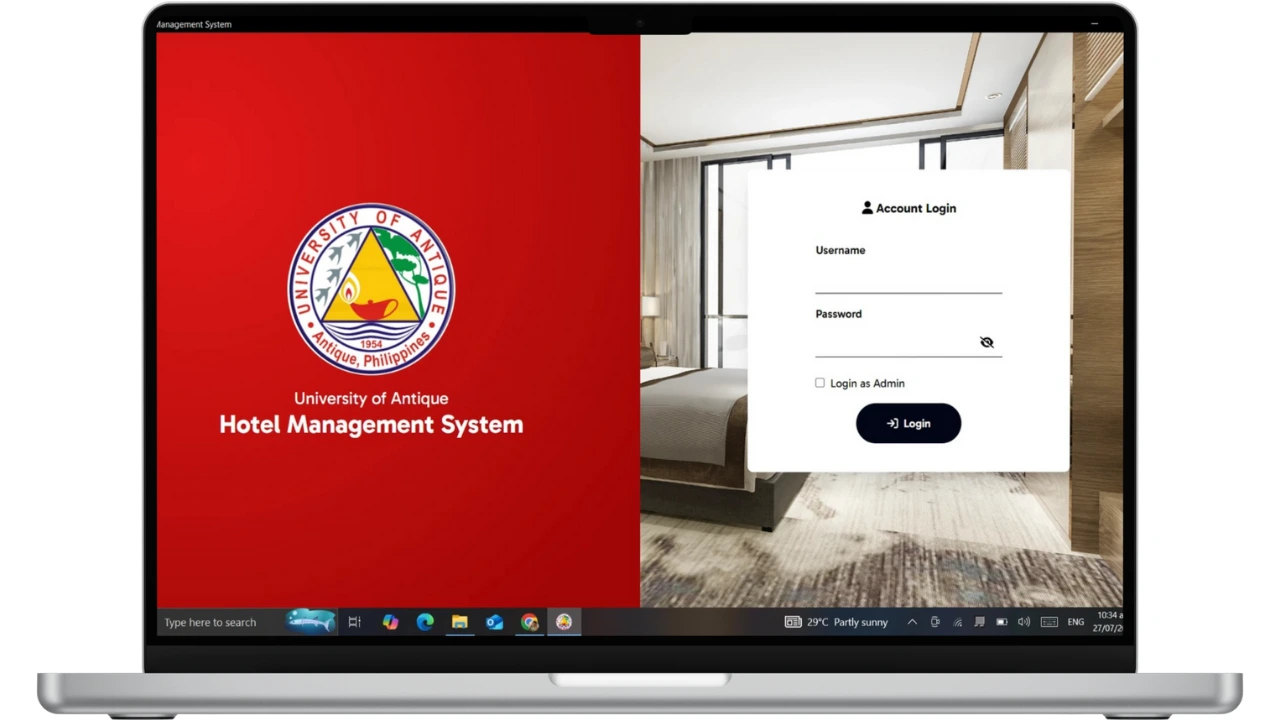 Management System
UNIVERSITY OF ANTIQUE
1954
Antique, Philippines
University of Antique
Hotel Management System
Account Login
Username
Password
Login as Admin
Login
Type here to search
29°C Partly sunny
ENG
10:34 a
27/07/2